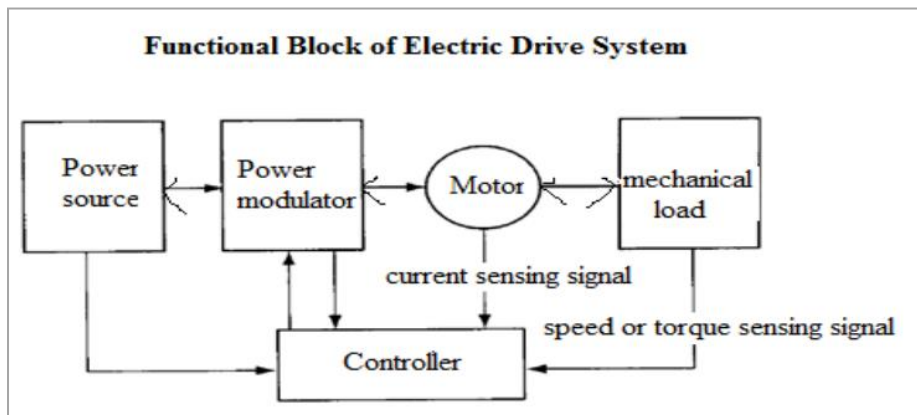 Functional Block of Electric Drive System
Power
source
Power
modulator
Motor
mechanical
load
current sensing signal
speed or torque sensing signal
Controller